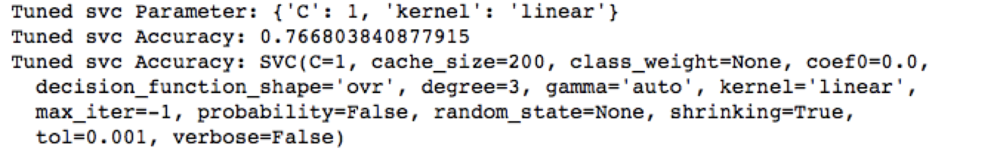 Tuned svc Parameter: {'C': 1, 'kernel': 'linear'}
Tuned svc Accuracy: 0.766803840877915
Tuned svc Accuracy: SVC(C=1, cache_size=200, class_weight=None, coef0=0.0,
  decision_function_shape='ovr', degree=3, gamma='auto', kernel='linear',
  max_iter=-1, probability=False, random_state=None, shrinking=True,
  tol=0.001, verbose=False)